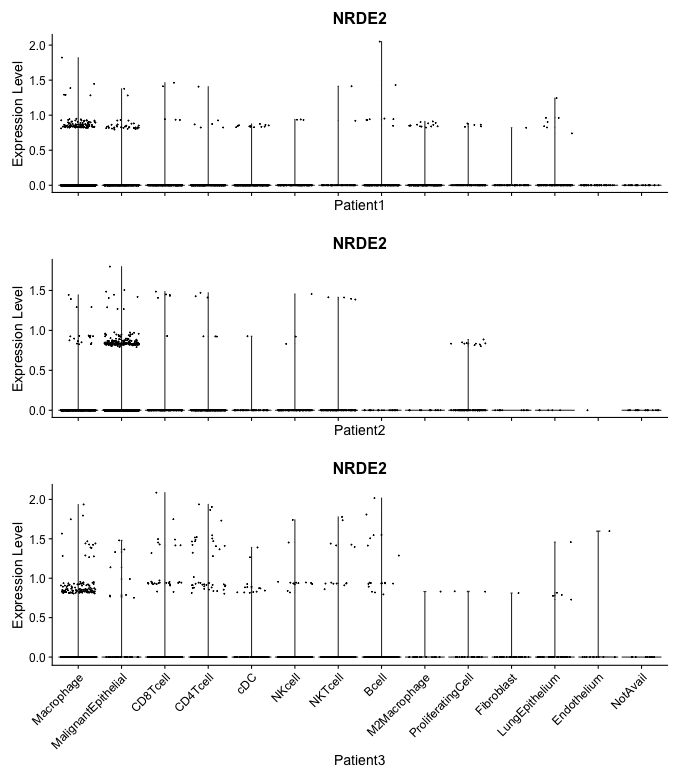 NRDE2
Expression Level
2.0
1.5
1.0
0.5
0.0
Patient1
NRDE2
Expression Level
1.5
1.0
0.5
0.0
Patient2
NRDE2
Expression Level
2.0
1.5
1.0
0.5
0.0
Macrophage
MalignantEpithelial
CD8Tcell
CD4Tcell
cDC
NKcell
NKTcell
Bcell
M2Macrophage
ProliferatingCell
Fibroblast
LungEpithelium
Endothelium
NotAvail
Patient3